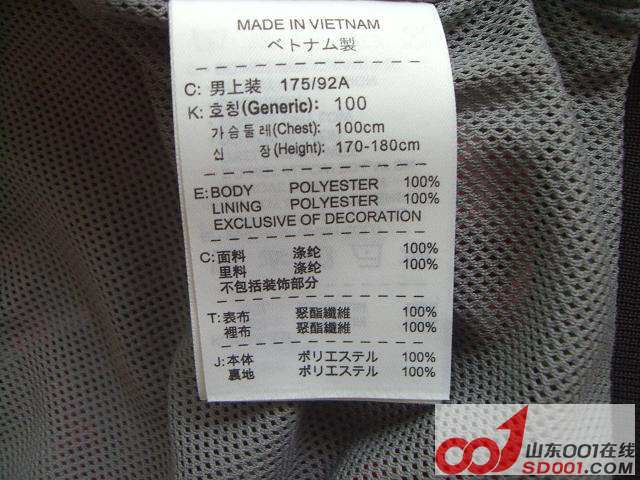 MADE IN VIETNAM
ベトナム製
C: 男上装 175/92A
K: 호칭(Generic): 100
가슴둘레(Chest): 100cm
신 장(Height): 170-180cm
E: BODY POLYESTER 100%
LINING POLYESTER 100%
EXCLUSIVE OF DECORATION
C: 面料 涤纶 100%
里料 涤纶 100%
不包括装饰部分
T: 表布 聚酯纖維 100%
裡布 聚酯纖維 100%
J: 本体 ポリエステル 100%
裏地 ポリエステル 100%
山东001在线
SD001.COM